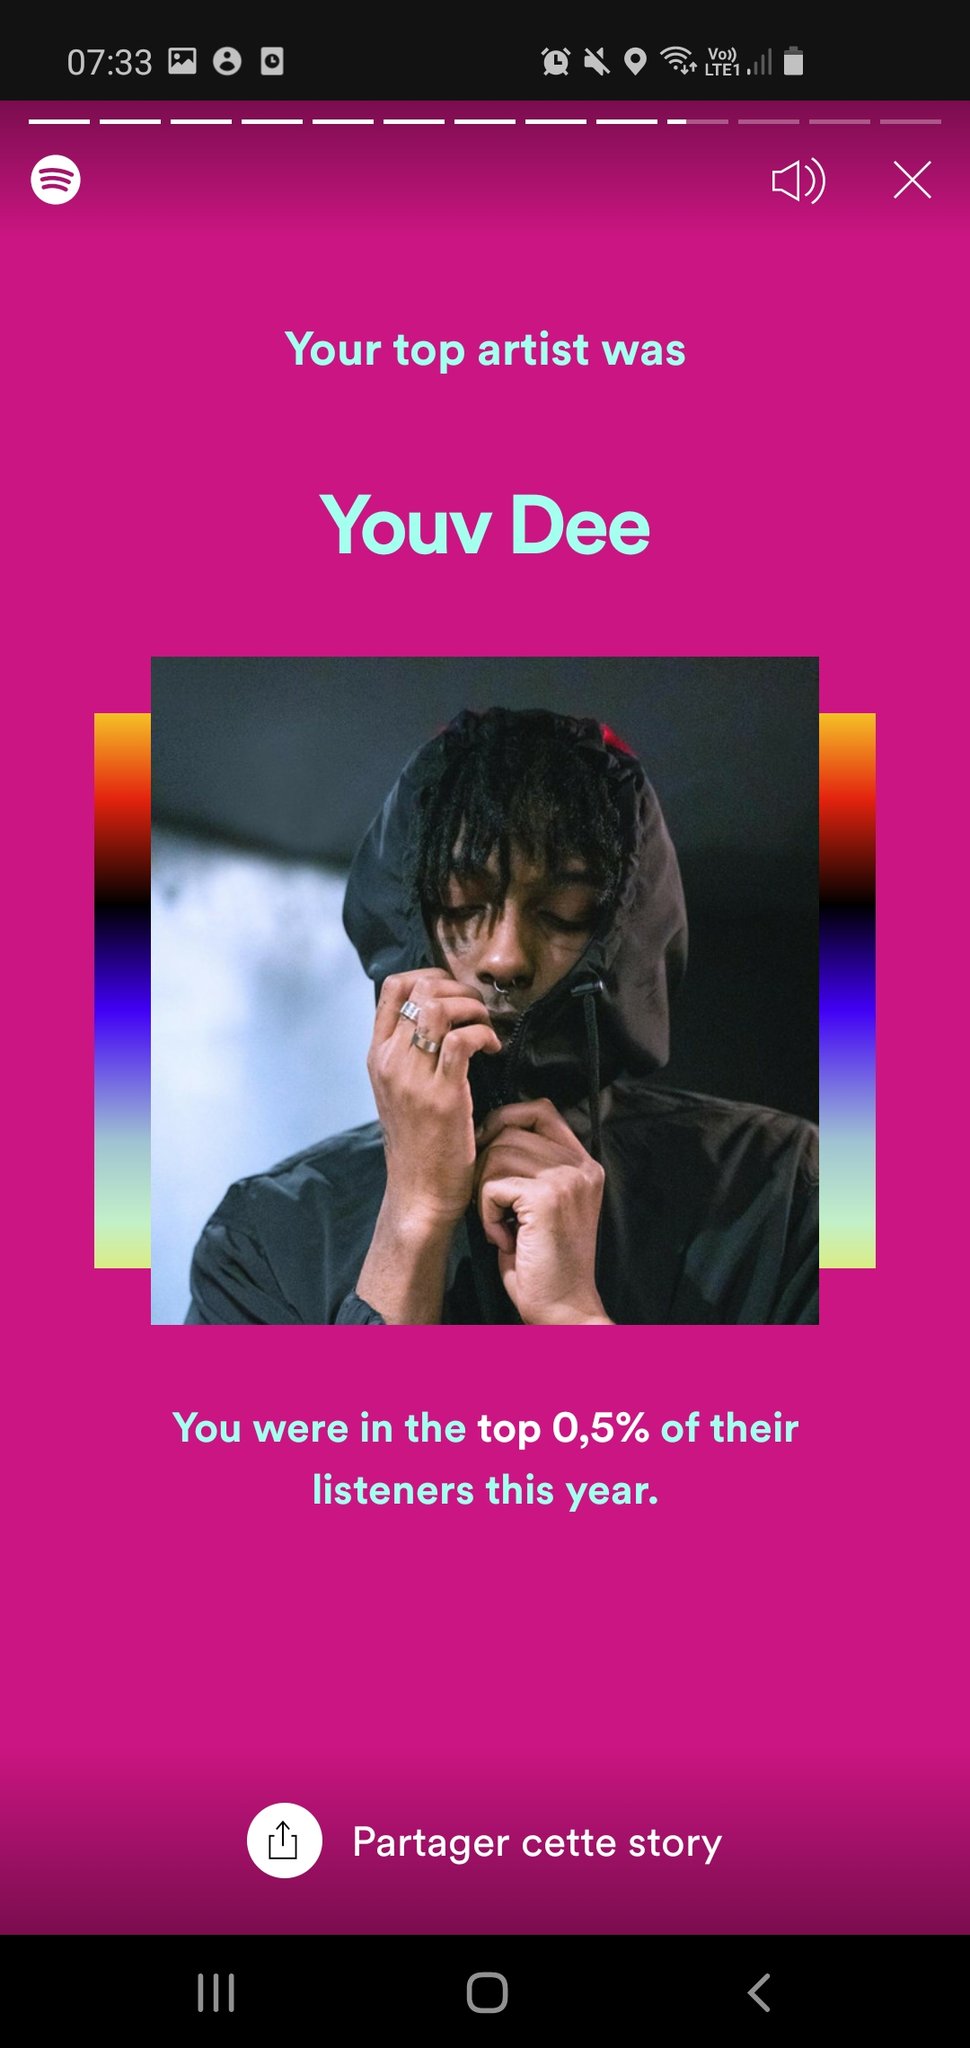 07:33
Vo))
LTE1
Your top artist was
Youv Dee
You were in the top 0,5% of their
listeners this year.
Partager cette story